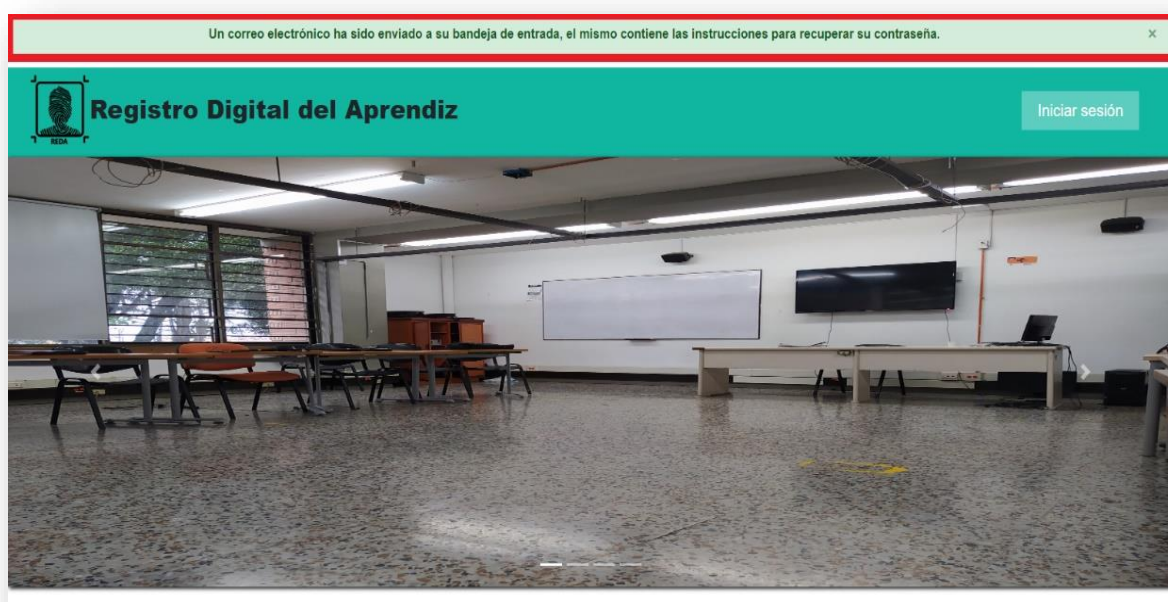 Un correo electrónico ha sido enviado a su bandeja de entrada, el mismo contiene las instrucciones para recuperar su contraseña.
×
REDA
Registro Digital del Aprendiz
Iniciar sesión